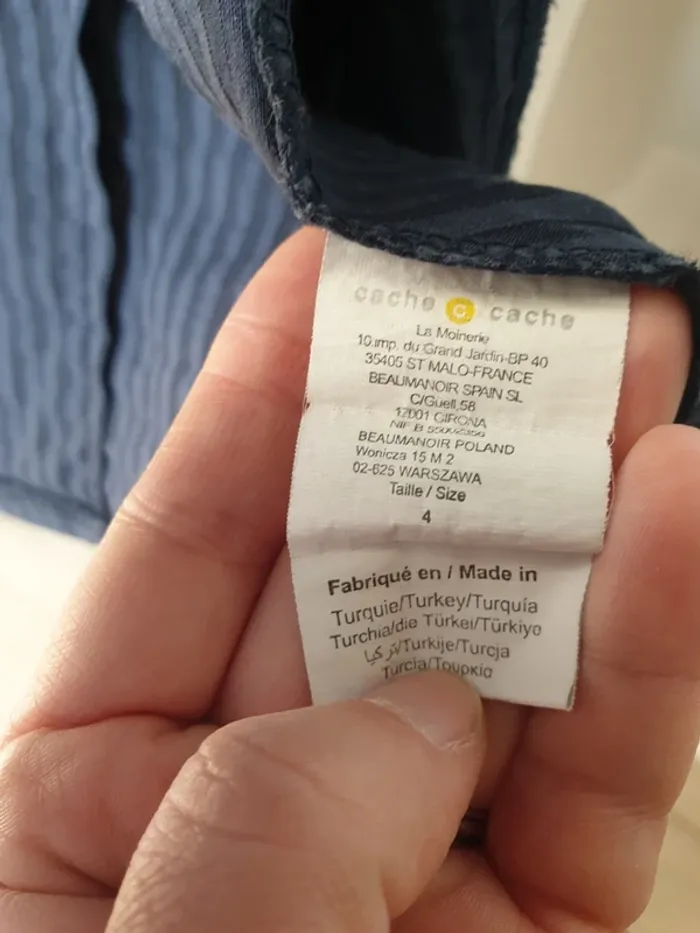 cache c cache
La Moinerie
10.imp. du Grand Jardin-BP 40
35405 ST MALO-FRANCE
BEAUMANOIR SPAIN SL
C/Guell,58
17001 GIRONA
NIF B
BEAUMANOIR POLAND
Wonicza 15 M 2
02-625 WARSZAWA
Taille / Size
4
Fabriqué en / Made in
Turquie/Turkey/Turquía
Turchia/die Türkei/Türkiye
تركيا/Turkije/Turcja
Turcia/Τουρκία